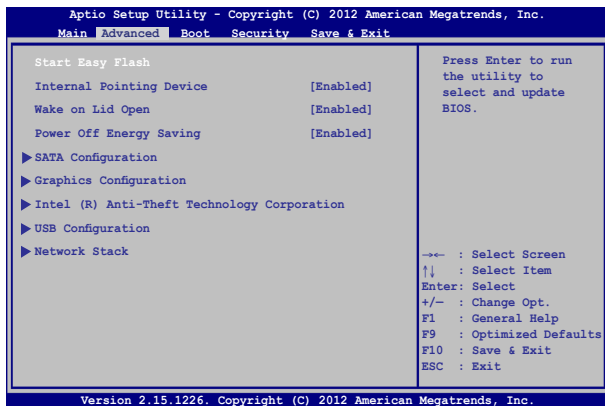 Aptio Setup Utility - Copyright (C) 2012 American Megatrends, Inc.
Main Advanced Boot Security Save & Exit
Start Easy Flash
Internal Pointing Device [Enabled]
Wake on Lid Open [Enabled]
Power Off Energy Saving [Enabled]
SATA Configuration
Graphics Configuration
Intel (R) Anti-Theft Technology Corporation
USB Configuration
Network Stack
Press Enter to run
the utility to
select and update
BIOS.
→← : Select Screen
↑↓ : Select Item
Enter: Select
+/— : Change Opt.
F1 : General Help
F9 : Optimized Defaults
F10 : Save & Exit
ESC : Exit
Version 2.15.1226. Copyright (C) 2012 American Megatrends, Inc.